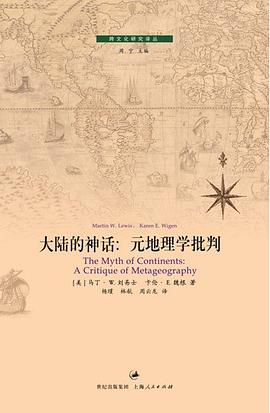 跨文化研究译丛
周宁 主编
Martin W. Lewis, Karen E. Wigen
大陆的神话：元地理学批判
The Myth of Continents:
A Critique of Metageography
[美] 马丁·W.刘易士 卡伦·E.魏根 著
杨瑾 林航 周云龙 译
世纪出版集团 上海人民出版社